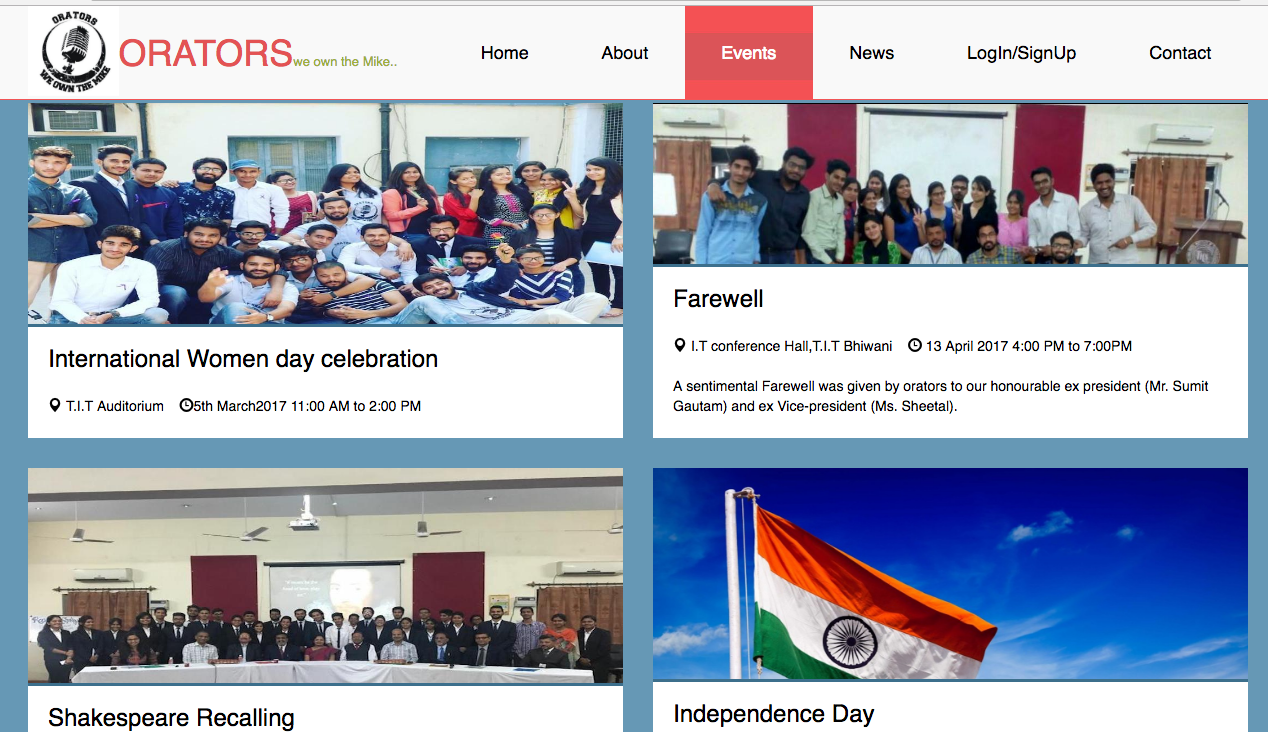 ORATORS
WE OWN THE MIKE
ORATORS we own the Mike..
Home About Events News LogIn/SignUp Contact
International Women day celebration
T.I.T Auditorium 5th March2017 11:00 AM to 2:00 PM
Farewell
I.T conference Hall,T.I.T Bhiwani 13 April 2017 4:00 PM to 7:00PM
A sentimental Farewell was given by orators to our honourable ex president (Mr. Sumit
Gautam) and ex Vice-president (Ms. Sheetal).
Shakespeare Recalling
Independence Day